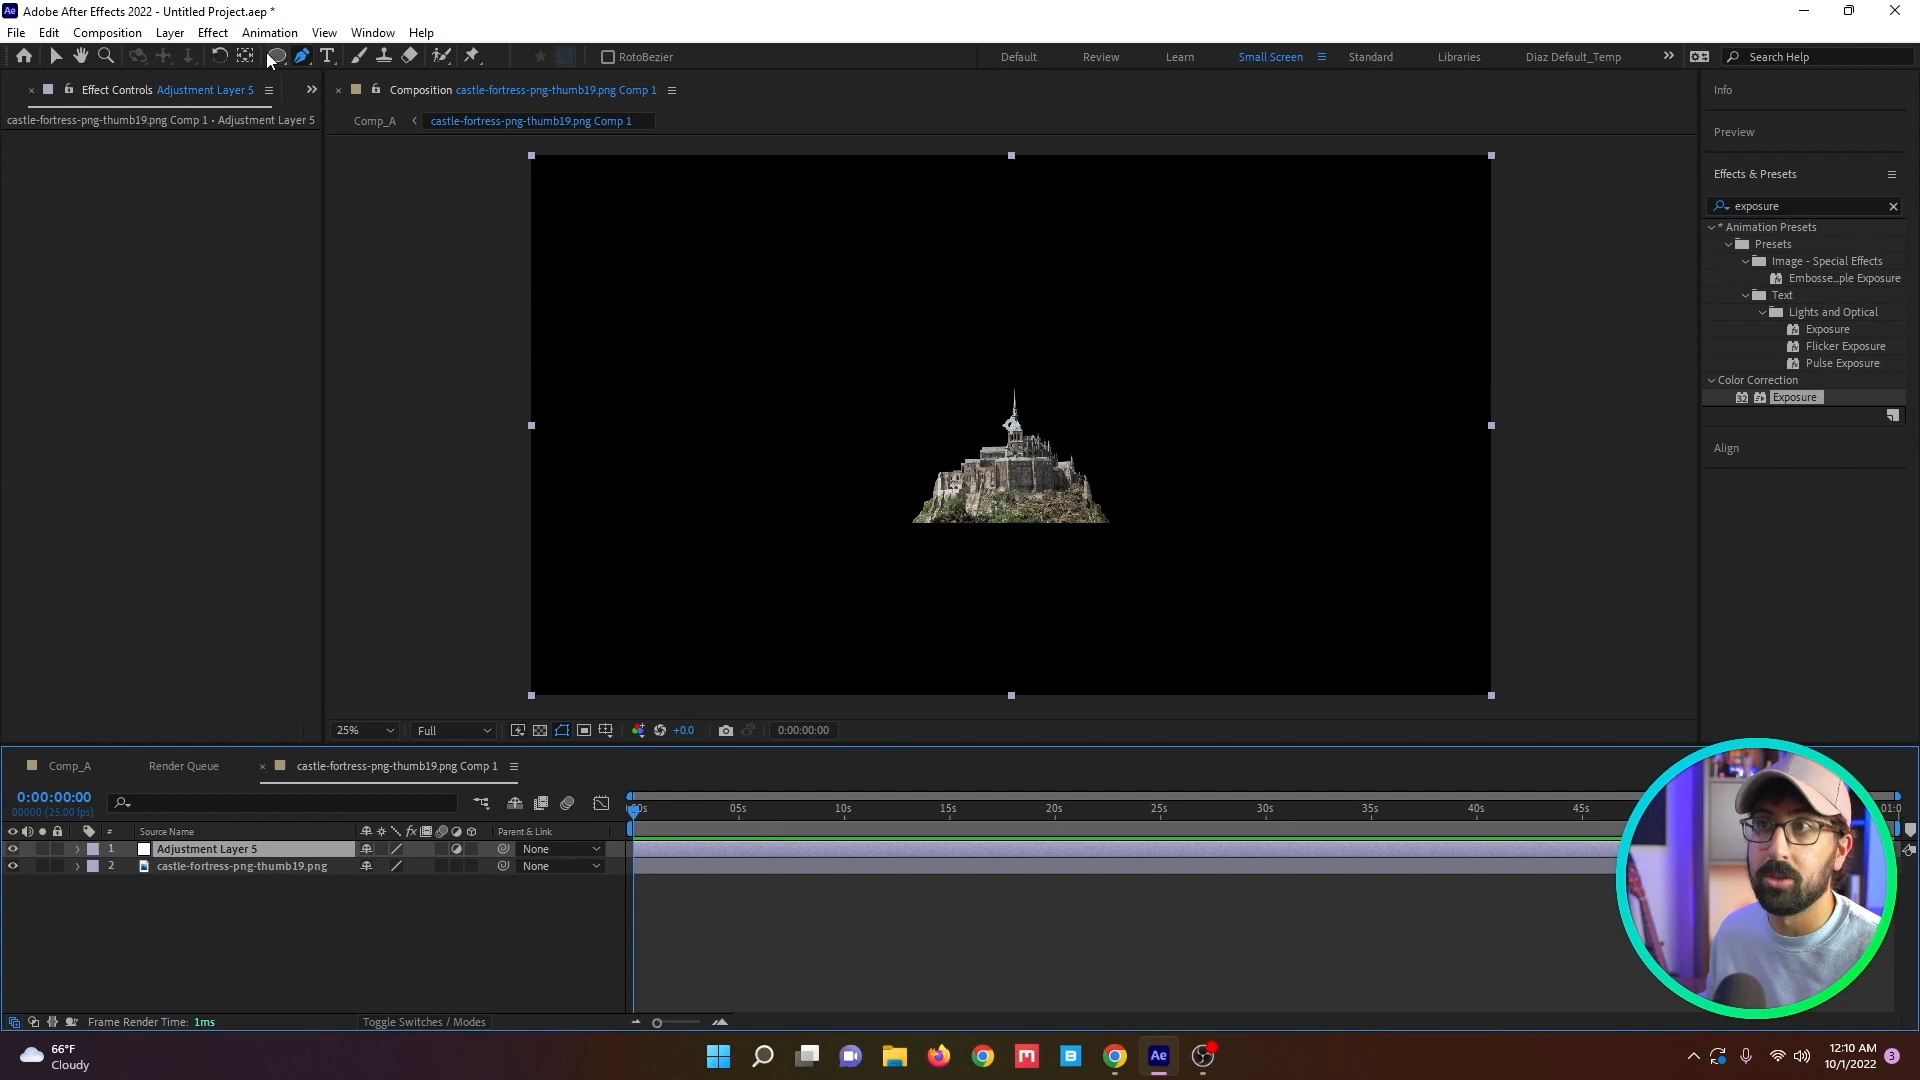 Ae Adobe After Effects 2022 - Untitled Project.aep *
File Edit Composition Layer Effect Animation View Window Help
RotoBezier Default Review Learn Small Screen Standard Libraries Diaz Default_Temp Search Help
Effect Controls Adjustment Layer 5
castle-fortress-png-thumb19.png Comp 1 • Adjustment Layer 5
Composition castle-fortress-png-thumb19.png Comp 1
Comp_A castle-fortress-png-thumb19.png Comp 1
Info
Preview
Effects & Presets
exposure
* Animation Presets
Presets
Image - Special Effects
Embosse...ple Exposure
Text
Lights and Optical
Exposure
Flicker Exposure
Pulse Exposure
Color Correction
32 Exposure
Align
25% Full +0.0 0:00:00:00
Comp_A Render Queue castle-fortress-png-thumb19.png Comp 1
0:00:00:00
00000 (25.00 fps)
00s 05s 10s 15s 20s 25s 30s 35s 40s 45s 01:0
# Source Name fx Parent & Link
1 Adjustment Layer 5 None
2 castle-fortress-png-thumb19.png None
Frame Render Time: 1ms Toggle Switches / Modes
66°F
Cloudy
M B Ae
12:10 AM
10/1/2022
3